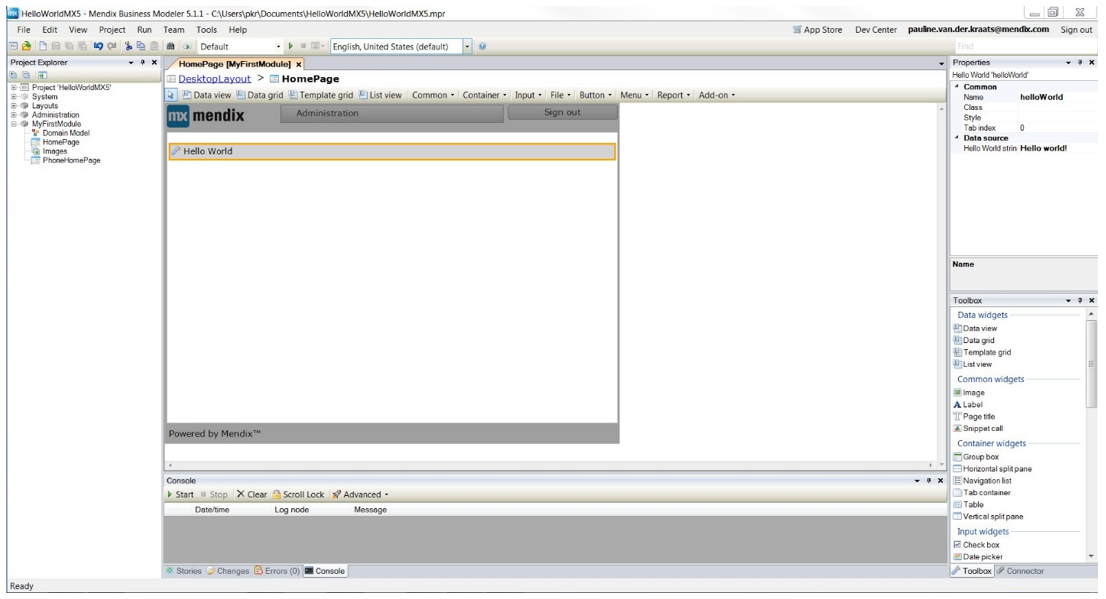 HelloWorldMX5 - Mendix Business Modeler 5.1.1 - C:\Users\pkr\Documents\HelloWorldMX5\HelloWorldMX5.mpr
File Edit View Project Run Team Tools Help
App Store Dev Center pauline.van.der.kraats@mendix.com Sign out
Default English, United States (default) Find
Project Explorer
Project 'HelloWorldMX5'
System
Layouts
Administration
MyFirstModule
Domain Model
HomePage
Images
PhoneHomePage
HomePage [MyFirstModule] x
DesktopLayout > HomePage
Data view Data grid Template grid List view Common Container Input File Button Menu Report Add-on
mx mendix Administration Sign out
Hello World
Powered by Mendix™
Console
Start Stop Clear Scroll Lock Advanced
Date/time Log node Message
Stories Changes Errors (0) Console
Properties
Hello World 'helloWorld'
Common
Name helloWorld
Class
Style
Tab index 0
Data source
Hello World strin Hello world!
Name
Toolbox
Data widgets
Data view
Data grid
Template grid
List view
Common widgets
Image
A Label
Page title
Snippet call
Container widgets
Group box
Horizontal split pane
Navigation list
Tab container
Table
Vertical split pane
Input widgets
Check box
Date picker
Toolbox Connector
Ready